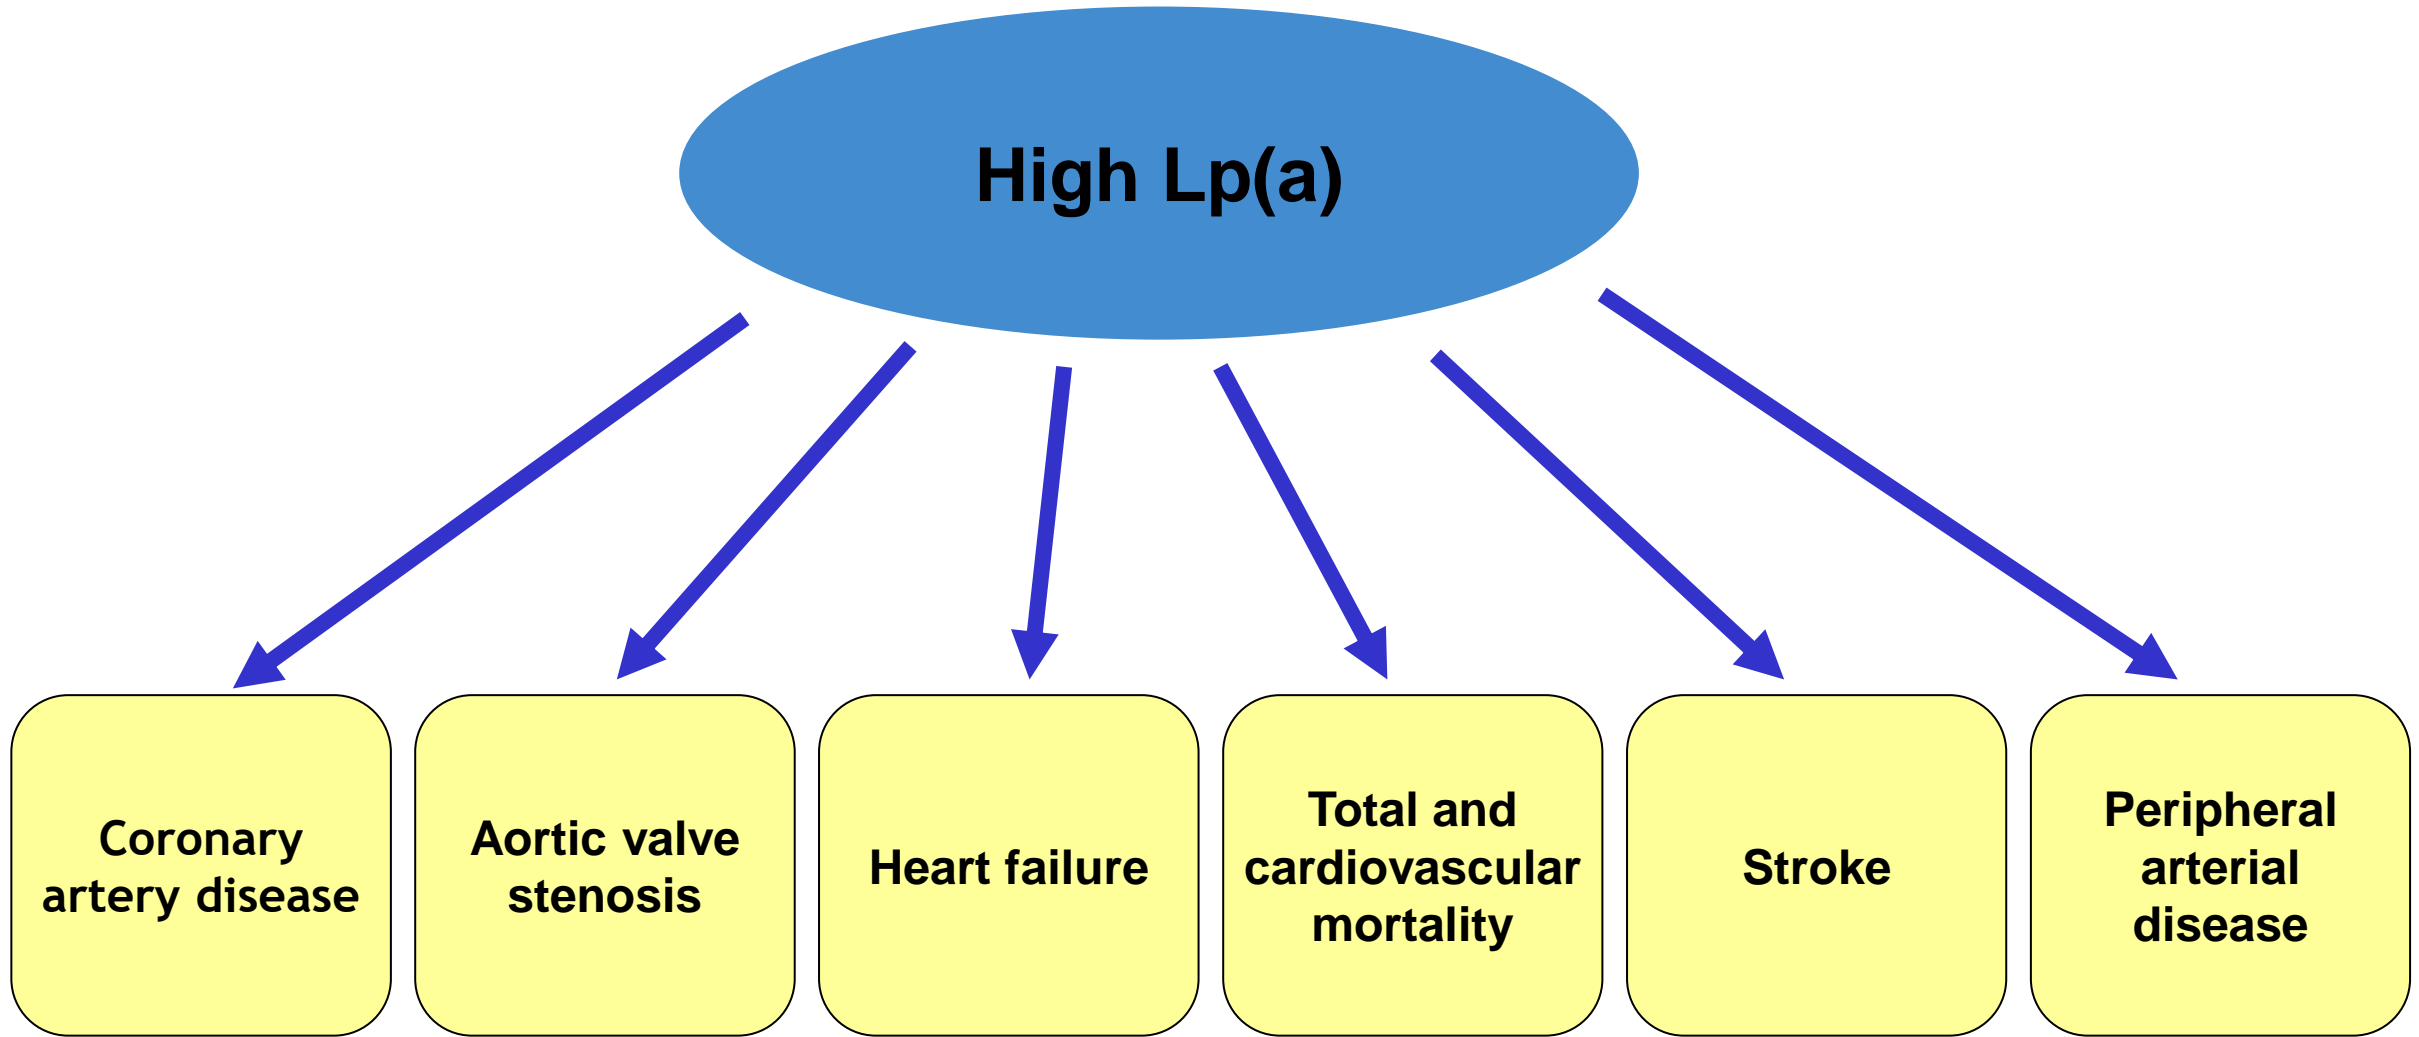 High Lp(a)
Coronary
artery disease
Aortic valve
stenosis
Heart failure
Total and
cardiovascular
mortality
Stroke
Peripheral
arterial
disease